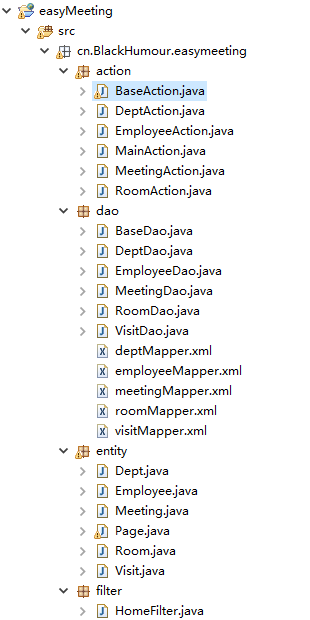 easyMeeting
src
cn.BlackHumour.easymeeting
action
BaseAction.java
DeptAction.java
EmployeeAction.java
MainAction.java
MeetingAction.java
RoomAction.java
dao
BaseDao.java
DeptDao.java
EmployeeDao.java
MeetingDao.java
RoomDao.java
VisitDao.java
deptMapper.xml
employeeMapper.xml
meetingMapper.xml
roomMapper.xml
visitMapper.xml
entity
Dept.java
Employee.java
Meeting.java
Page.java
Room.java
Visit.java
filter
HomeFilter.java